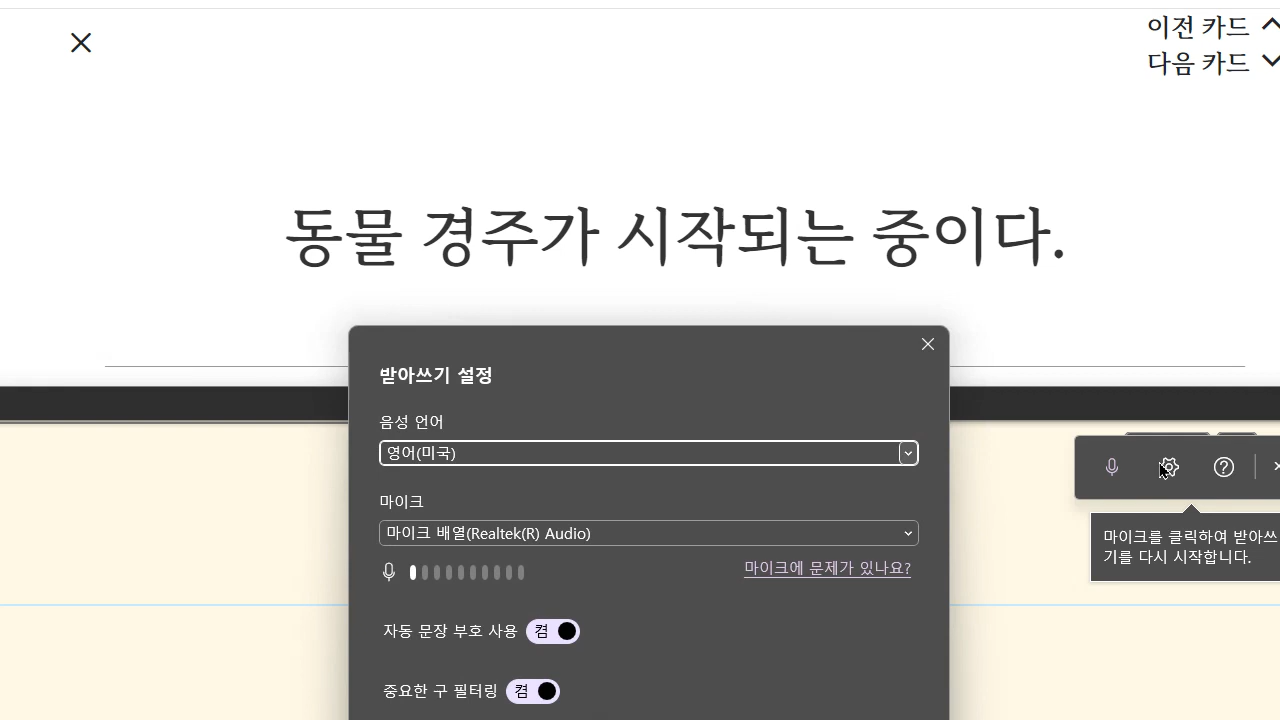 이전 카드
다음 카드
동물 경주가 시작되는 중이다.
받아쓰기 설정
음성 언어
영어(미국)
마이크
마이크 배열(Realtek(R) Audio)
마이크에 문제가 있나요?
자동 문장 부호 사용 켬
중요한 구 필터링 켬
마이크를 클릭하여 받아쓰
기를 다시 시작합니다.